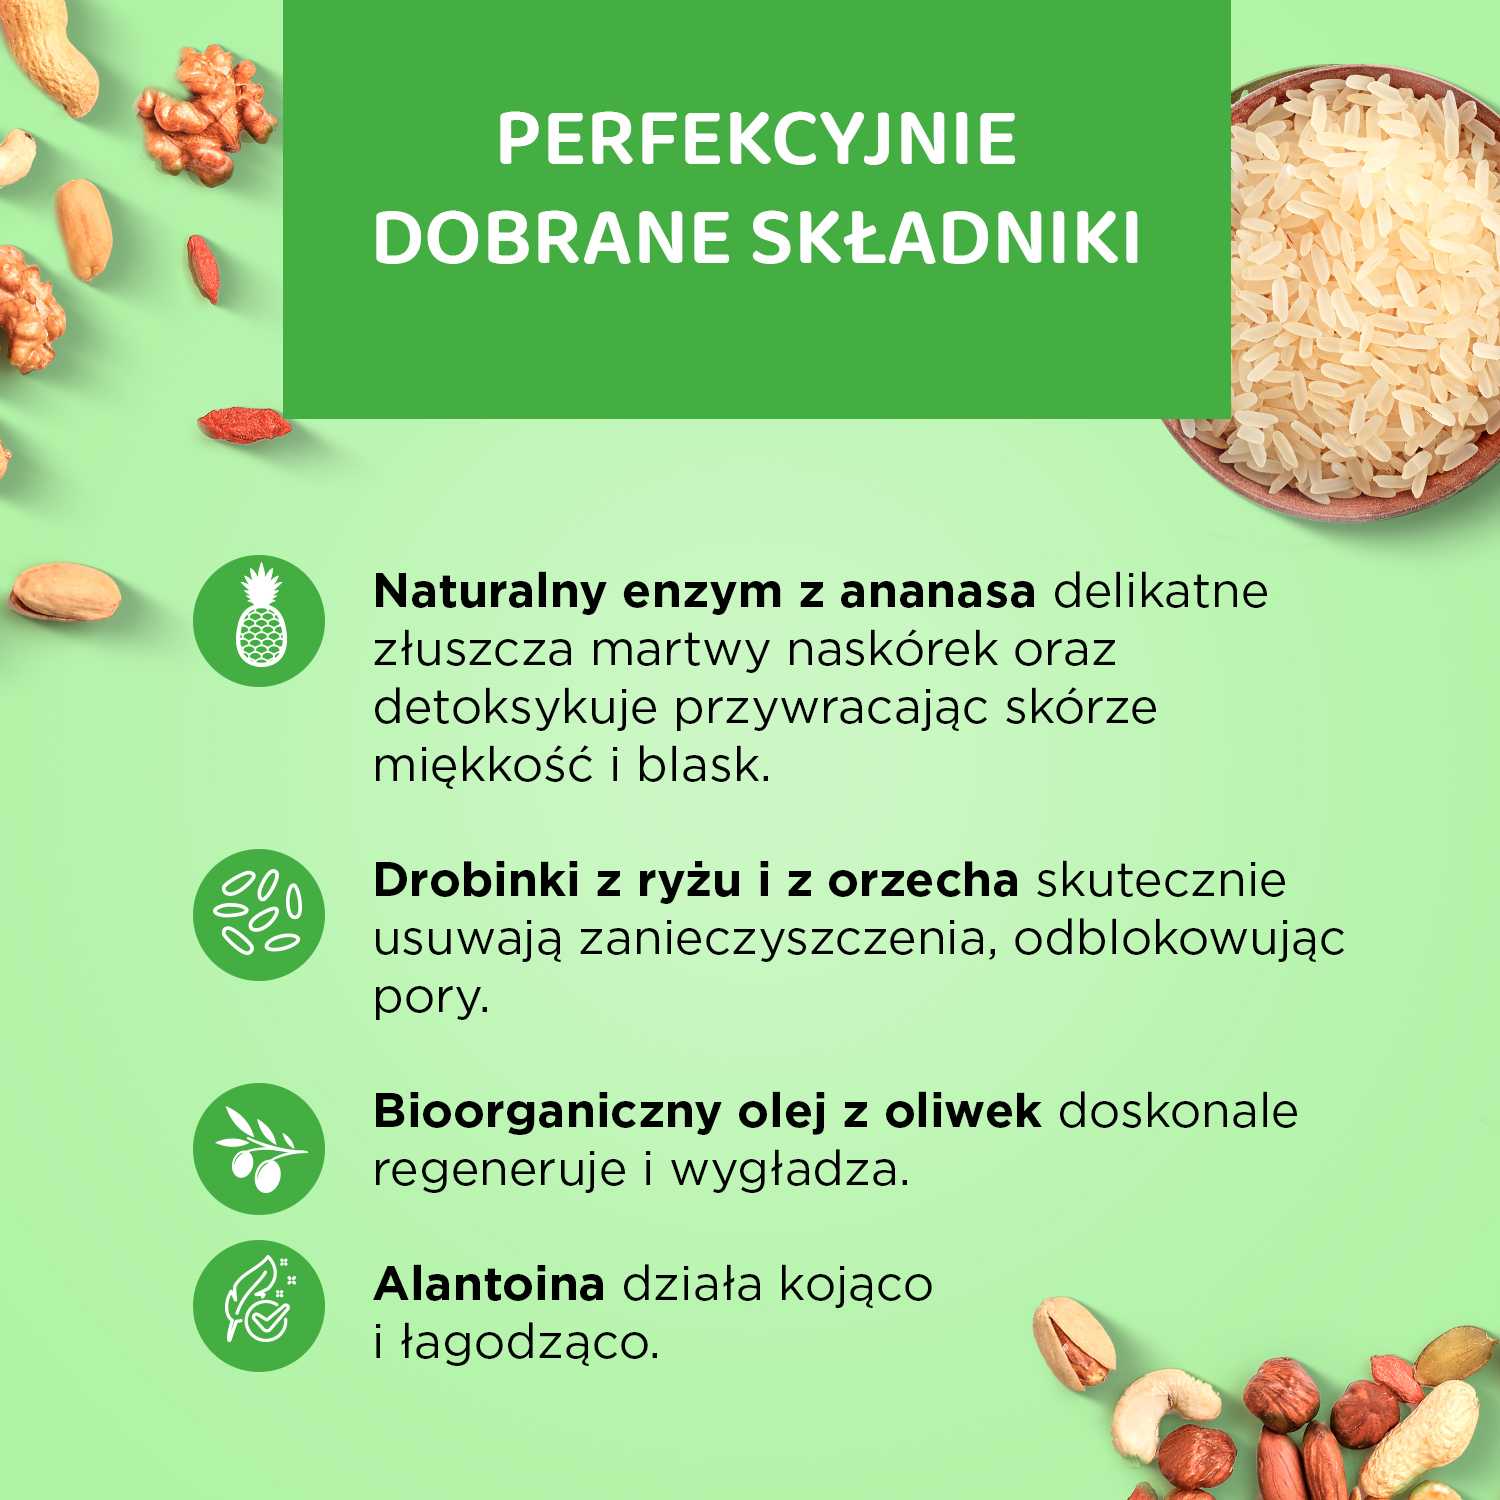 PERFEKCYJNIE
DOBRANE SKŁADNIKI
Naturalny enzym z ananasa delikatne
złuszcza martwy naskórek oraz
detoksykuje przywracając skórze
miękkość i blask.
Drobinki z ryżu i z orzecha skutecznie
usuwają zanieczyszczenia, odblokowując
pory.
Bioorganiczny olej z oliwek doskonale
regeneruje i wygładza.
Alantoina działa kojąco
i łagodząco.